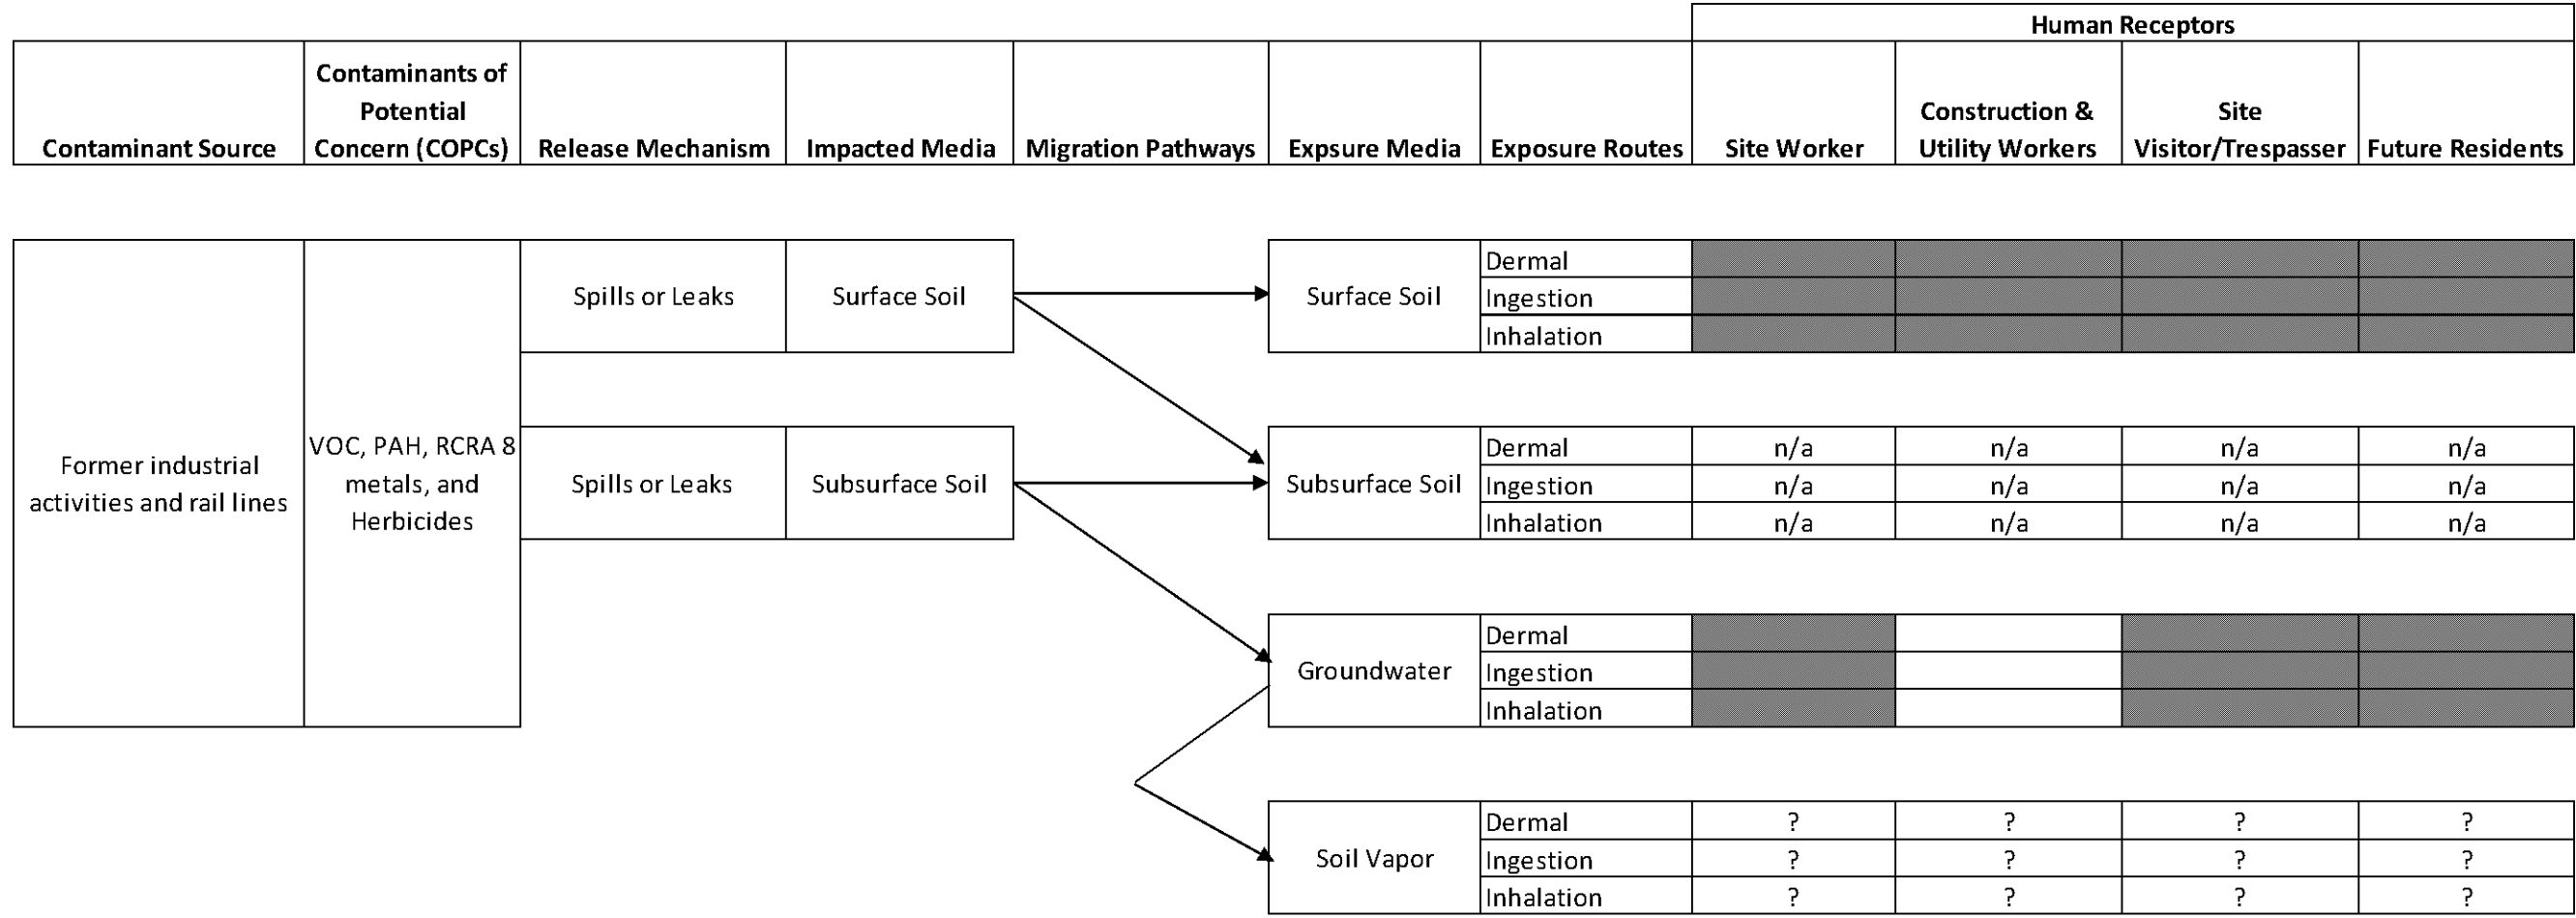 Human Receptors
Contaminant Source
Contaminants of
Potential
Concern (COPCs)
Release Mechanism
Impacted Media
Migration Pathways
Expsure Media
Exposure Routes
Site Worker
Construction &
Utility Workers
Site
Visitor/Trespasser
Future Residents
Former industrial
activities and rail lines
VOC, PAH, RCRA 8
metals, and
Herbicides
Spills or Leaks
Surface Soil
Surface Soil
Dermal
Ingestion
Inhalation
Spills or Leaks
Subsurface Soil
Subsurface Soil
Dermal n/a n/a n/a n/a
Ingestion n/a n/a n/a n/a
Inhalation n/a n/a n/a n/a
Groundwater
Dermal
Ingestion
Inhalation
Soil Vapor
Dermal ? ? ? ?
Ingestion ? ? ? ?
Inhalation ? ? ? ?